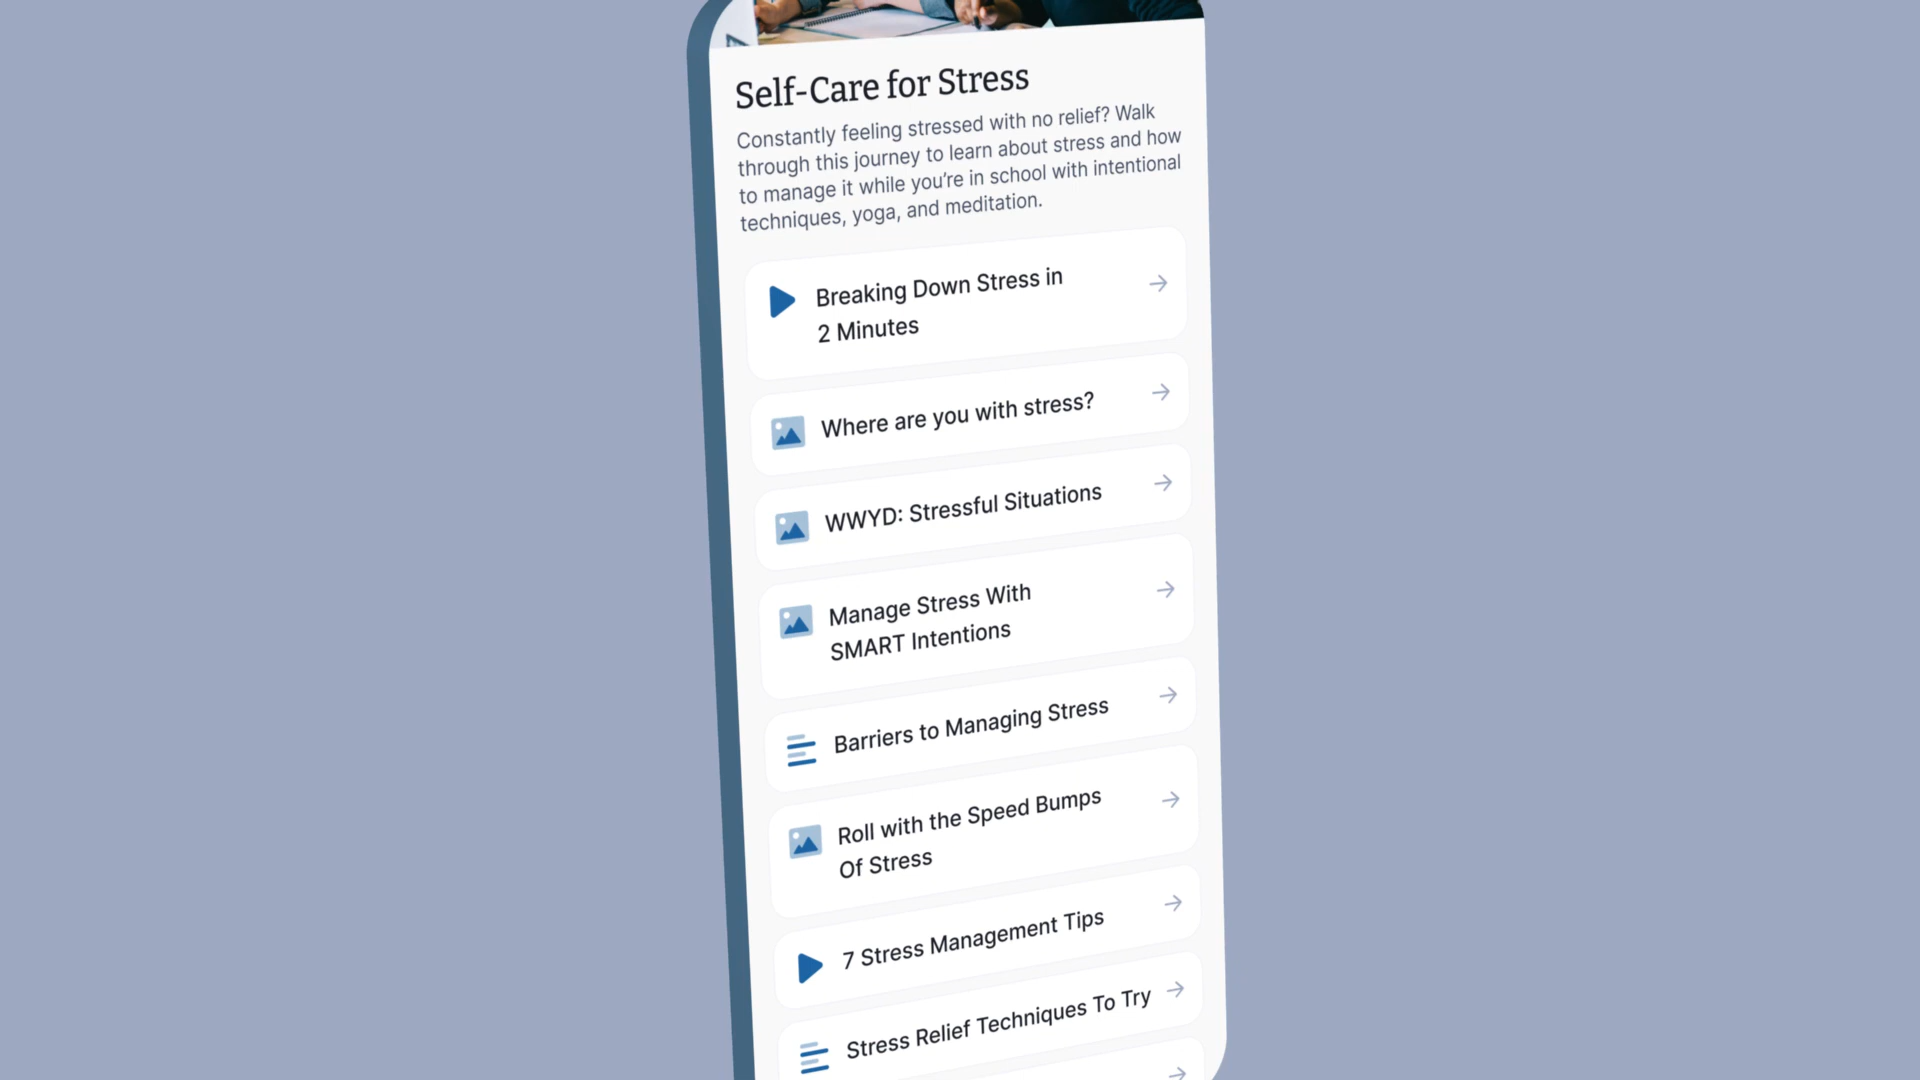 Self-Care for Stress
Constantly feeling stressed with no relief? Walk
through this journey to learn about stress and how
to manage it while you’re in school with intentional
techniques, yoga, and meditation.
Breaking Down Stress in
2 Minutes
Where are you with stress?
WWYD: Stressful Situations
Manage Stress With
SMART Intentions
Barriers to Managing Stress
Roll with the Speed Bumps
Of Stress
7 Stress Management Tips
Stress Relief Techniques To Try